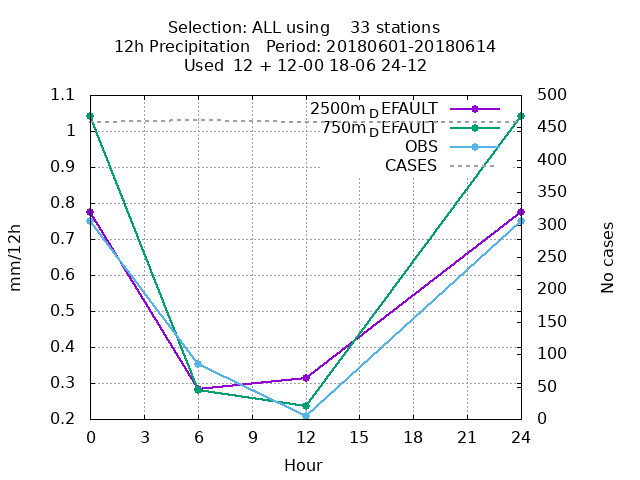 Selection: ALL using    33 stations
12h Precipitation   Period: 20180601-20180614
Used  12 + 12-00 18-06 24-12
1.1
1
0.9
0.8
0.7
0.6
0.5
0.4
0.3
0.2
mm/12h
2500m_DEFAULT
750m_DEFAULT
OBS
CASES
500
450
400
350
300
250
200
150
100
50
0
No cases
0 3 6 9 12 15 18 21 24
Hour